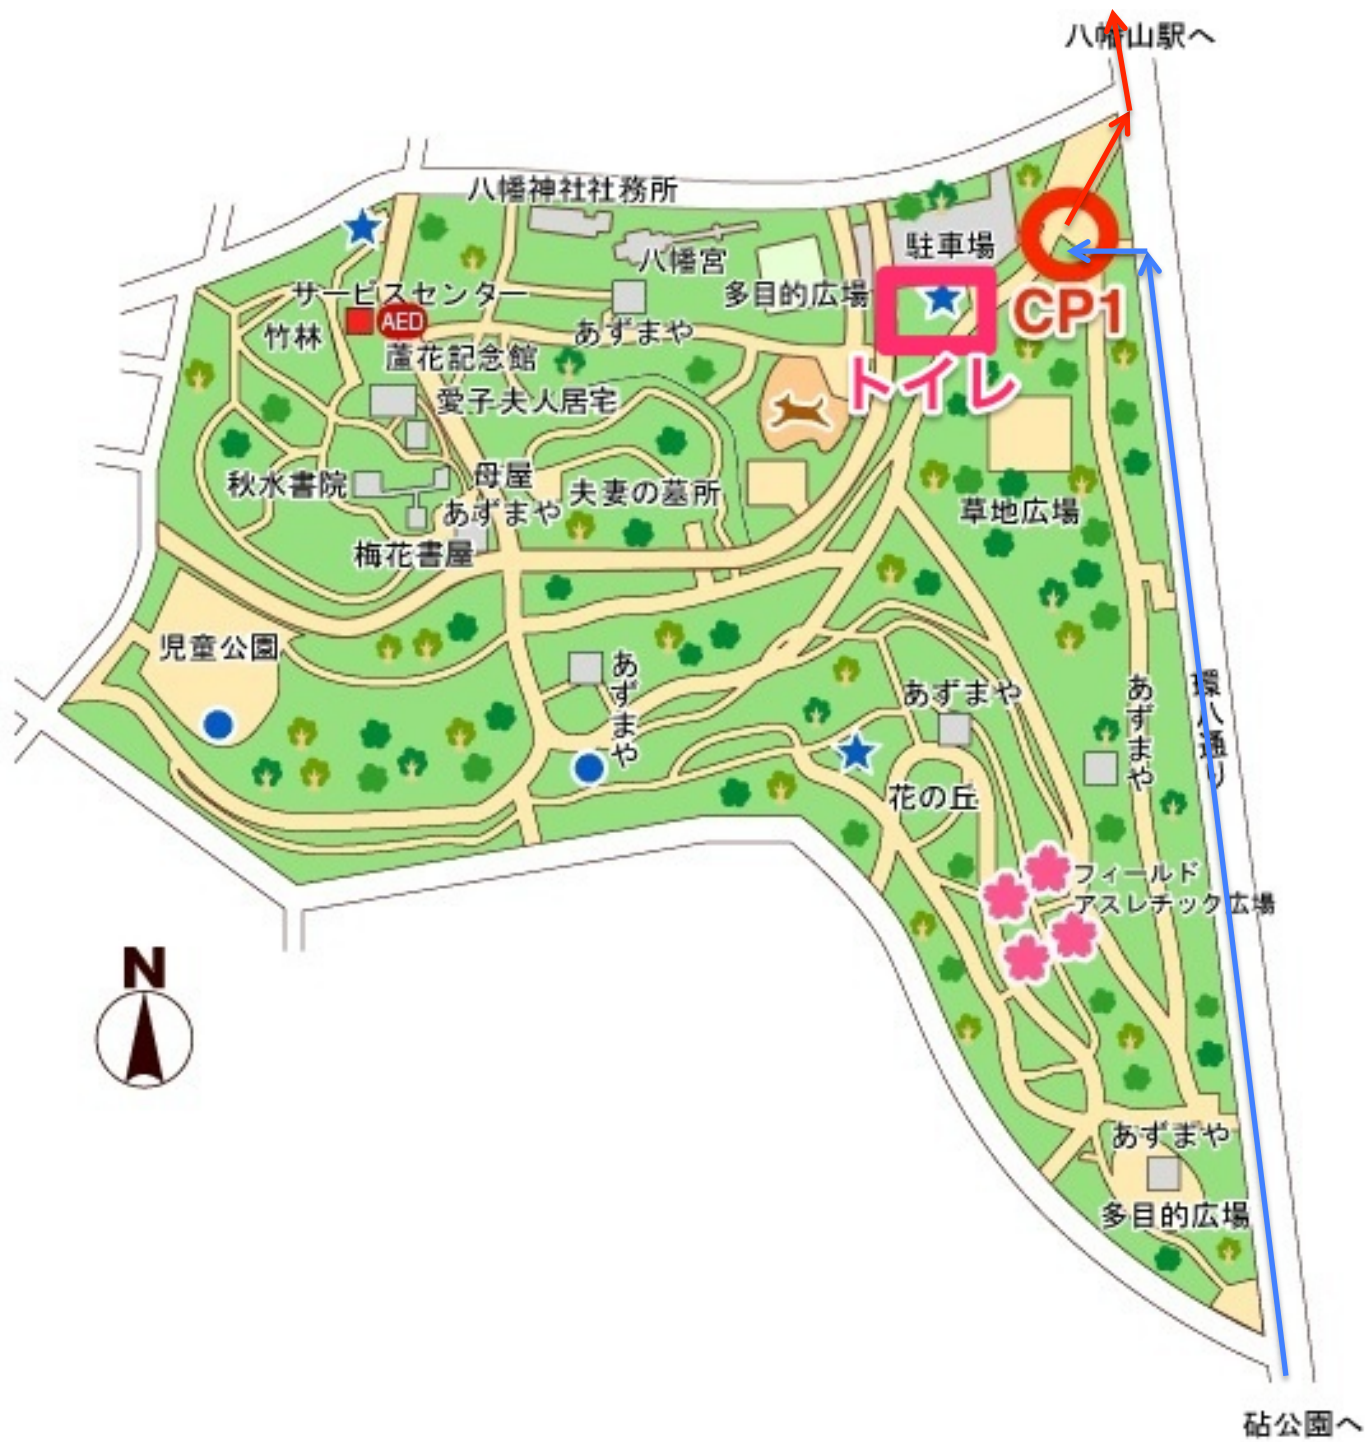 八幡山駅へ
八幡神社社務所
八幡宮
駐車場
サービスセンター
多目的広場
CP1
竹林
AED
あずまや
蘆花記念館
トイレ
愛子夫人居宅
母屋
秋水書院
夫妻の墓所
あずまや
草地広場
梅花書屋
児童公園
あずまや
あずまや
あずまや
環八通り
花の丘
フィールド
アスレチック広場
N
あずまや
多目的広場
砧公園へ